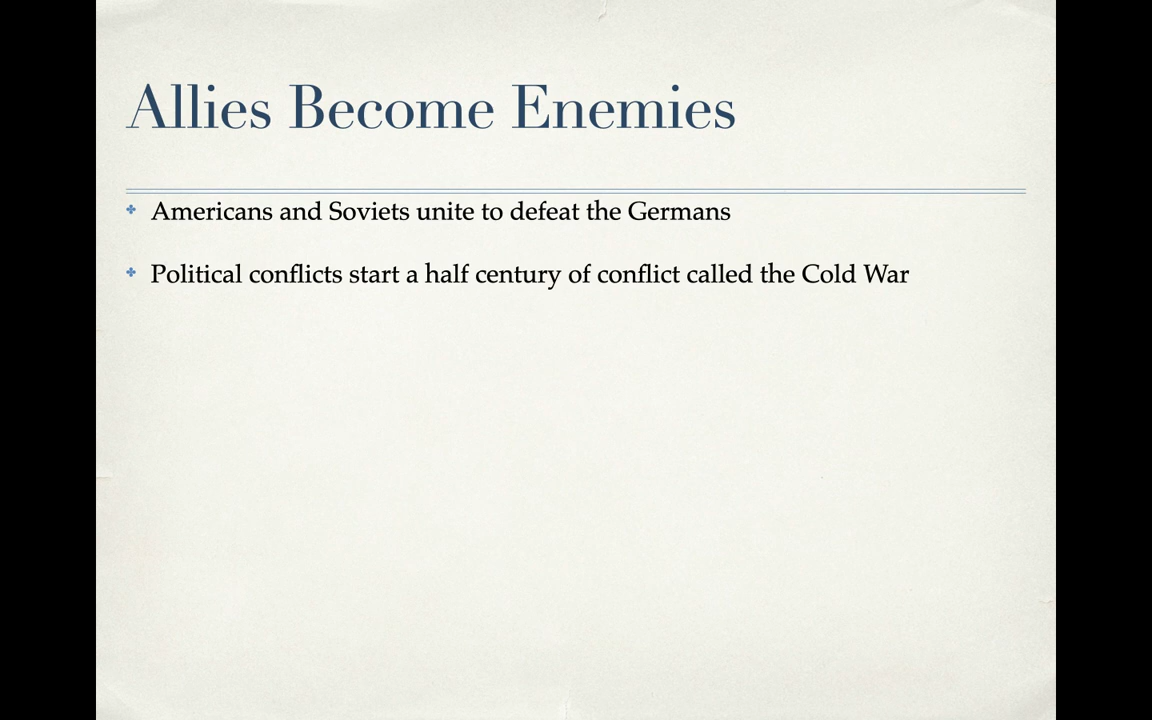 Allies Become Enemies
Americans and Soviets unite to defeat the Germans
Political conflicts start a half century of conflict called the Cold War